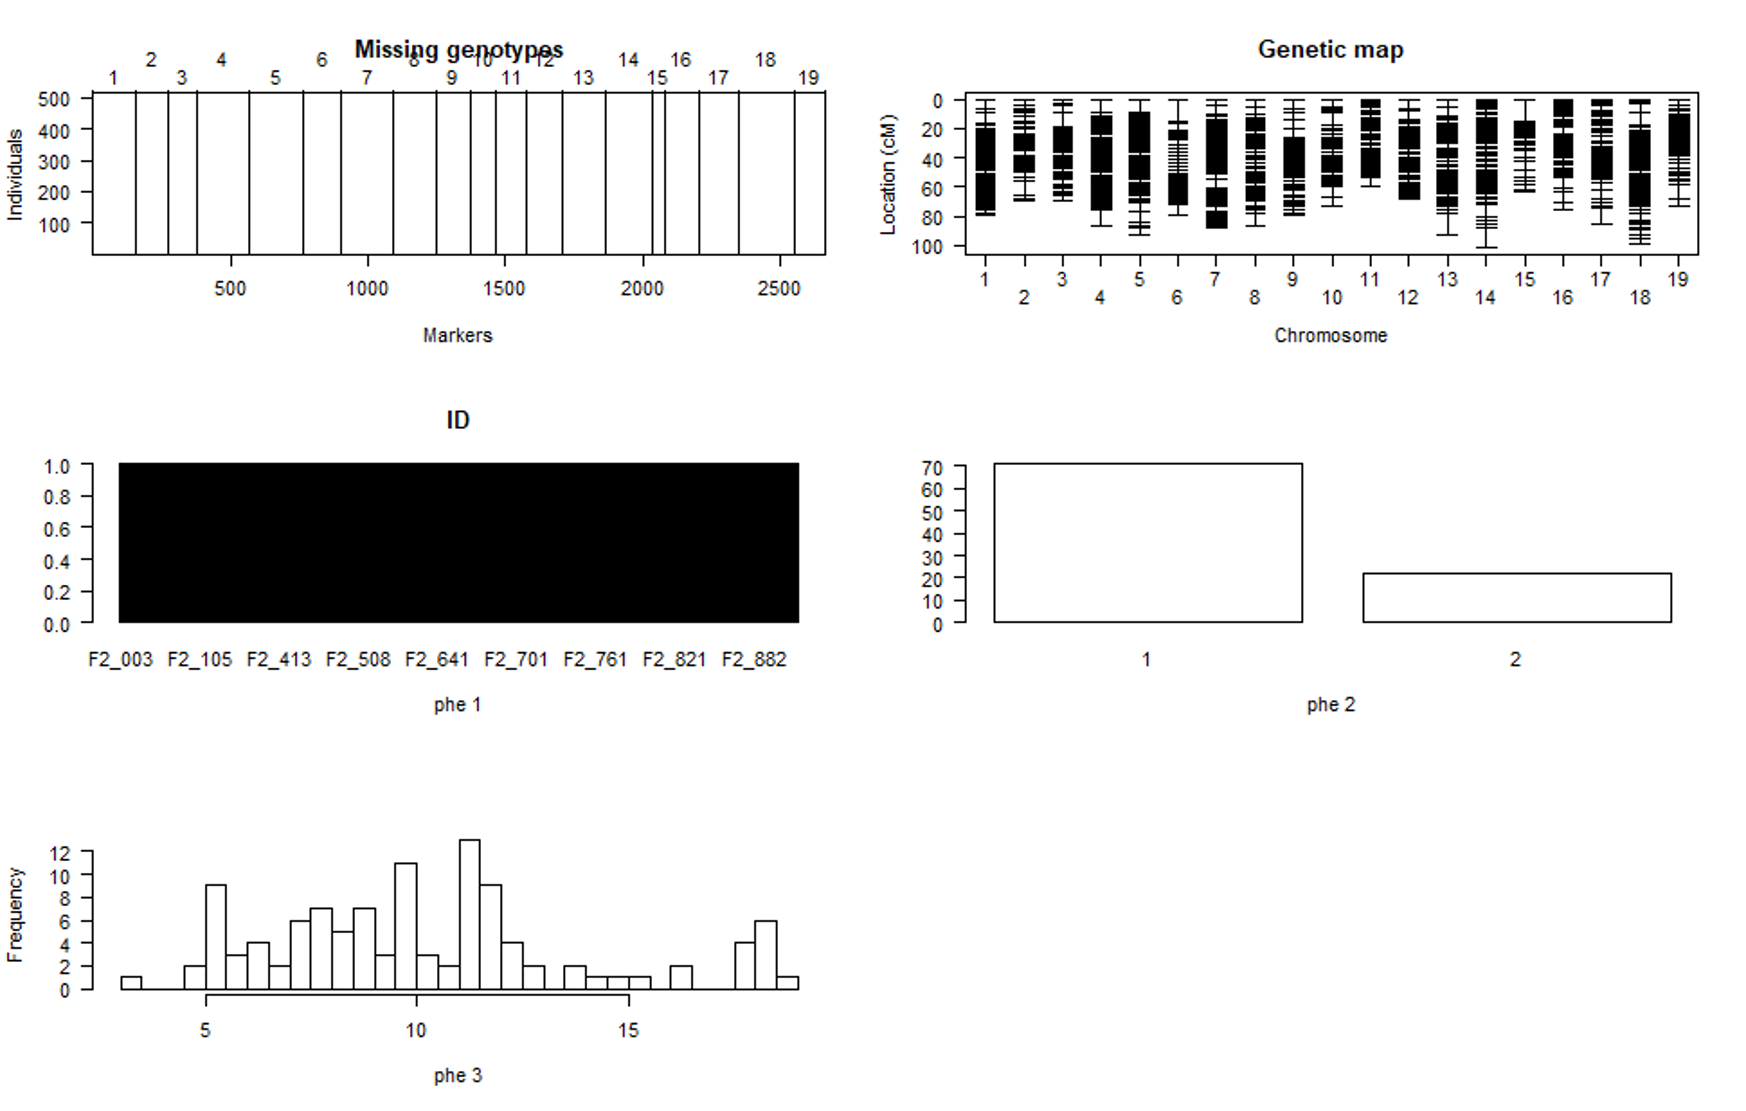 Missing genotypes
1 2 3 4 5 6 7 8 9 10 11 12 13 14 15 16 17 18 19
Individuals
500
400
300
200
100
500 1000 1500 2000 2500
Markers
Genetic map
Location (cM)
0
20
40
60
80
100
1 2 3 4 5 6 7 8 9 10 11 12 13 14 15 16 17 18 19
Chromosome
ID
1.0
0.8
0.6
0.4
0.2
0.0
F2_003 F2_105 F2_413 F2_508 F2_641 F2_701 F2_761 F2_821 F2_882
phe 1
70
60
50
40
30
20
10
0
1 2
phe 2
Frequency
12
10
8
6
4
2
0
5 10 15
phe 3